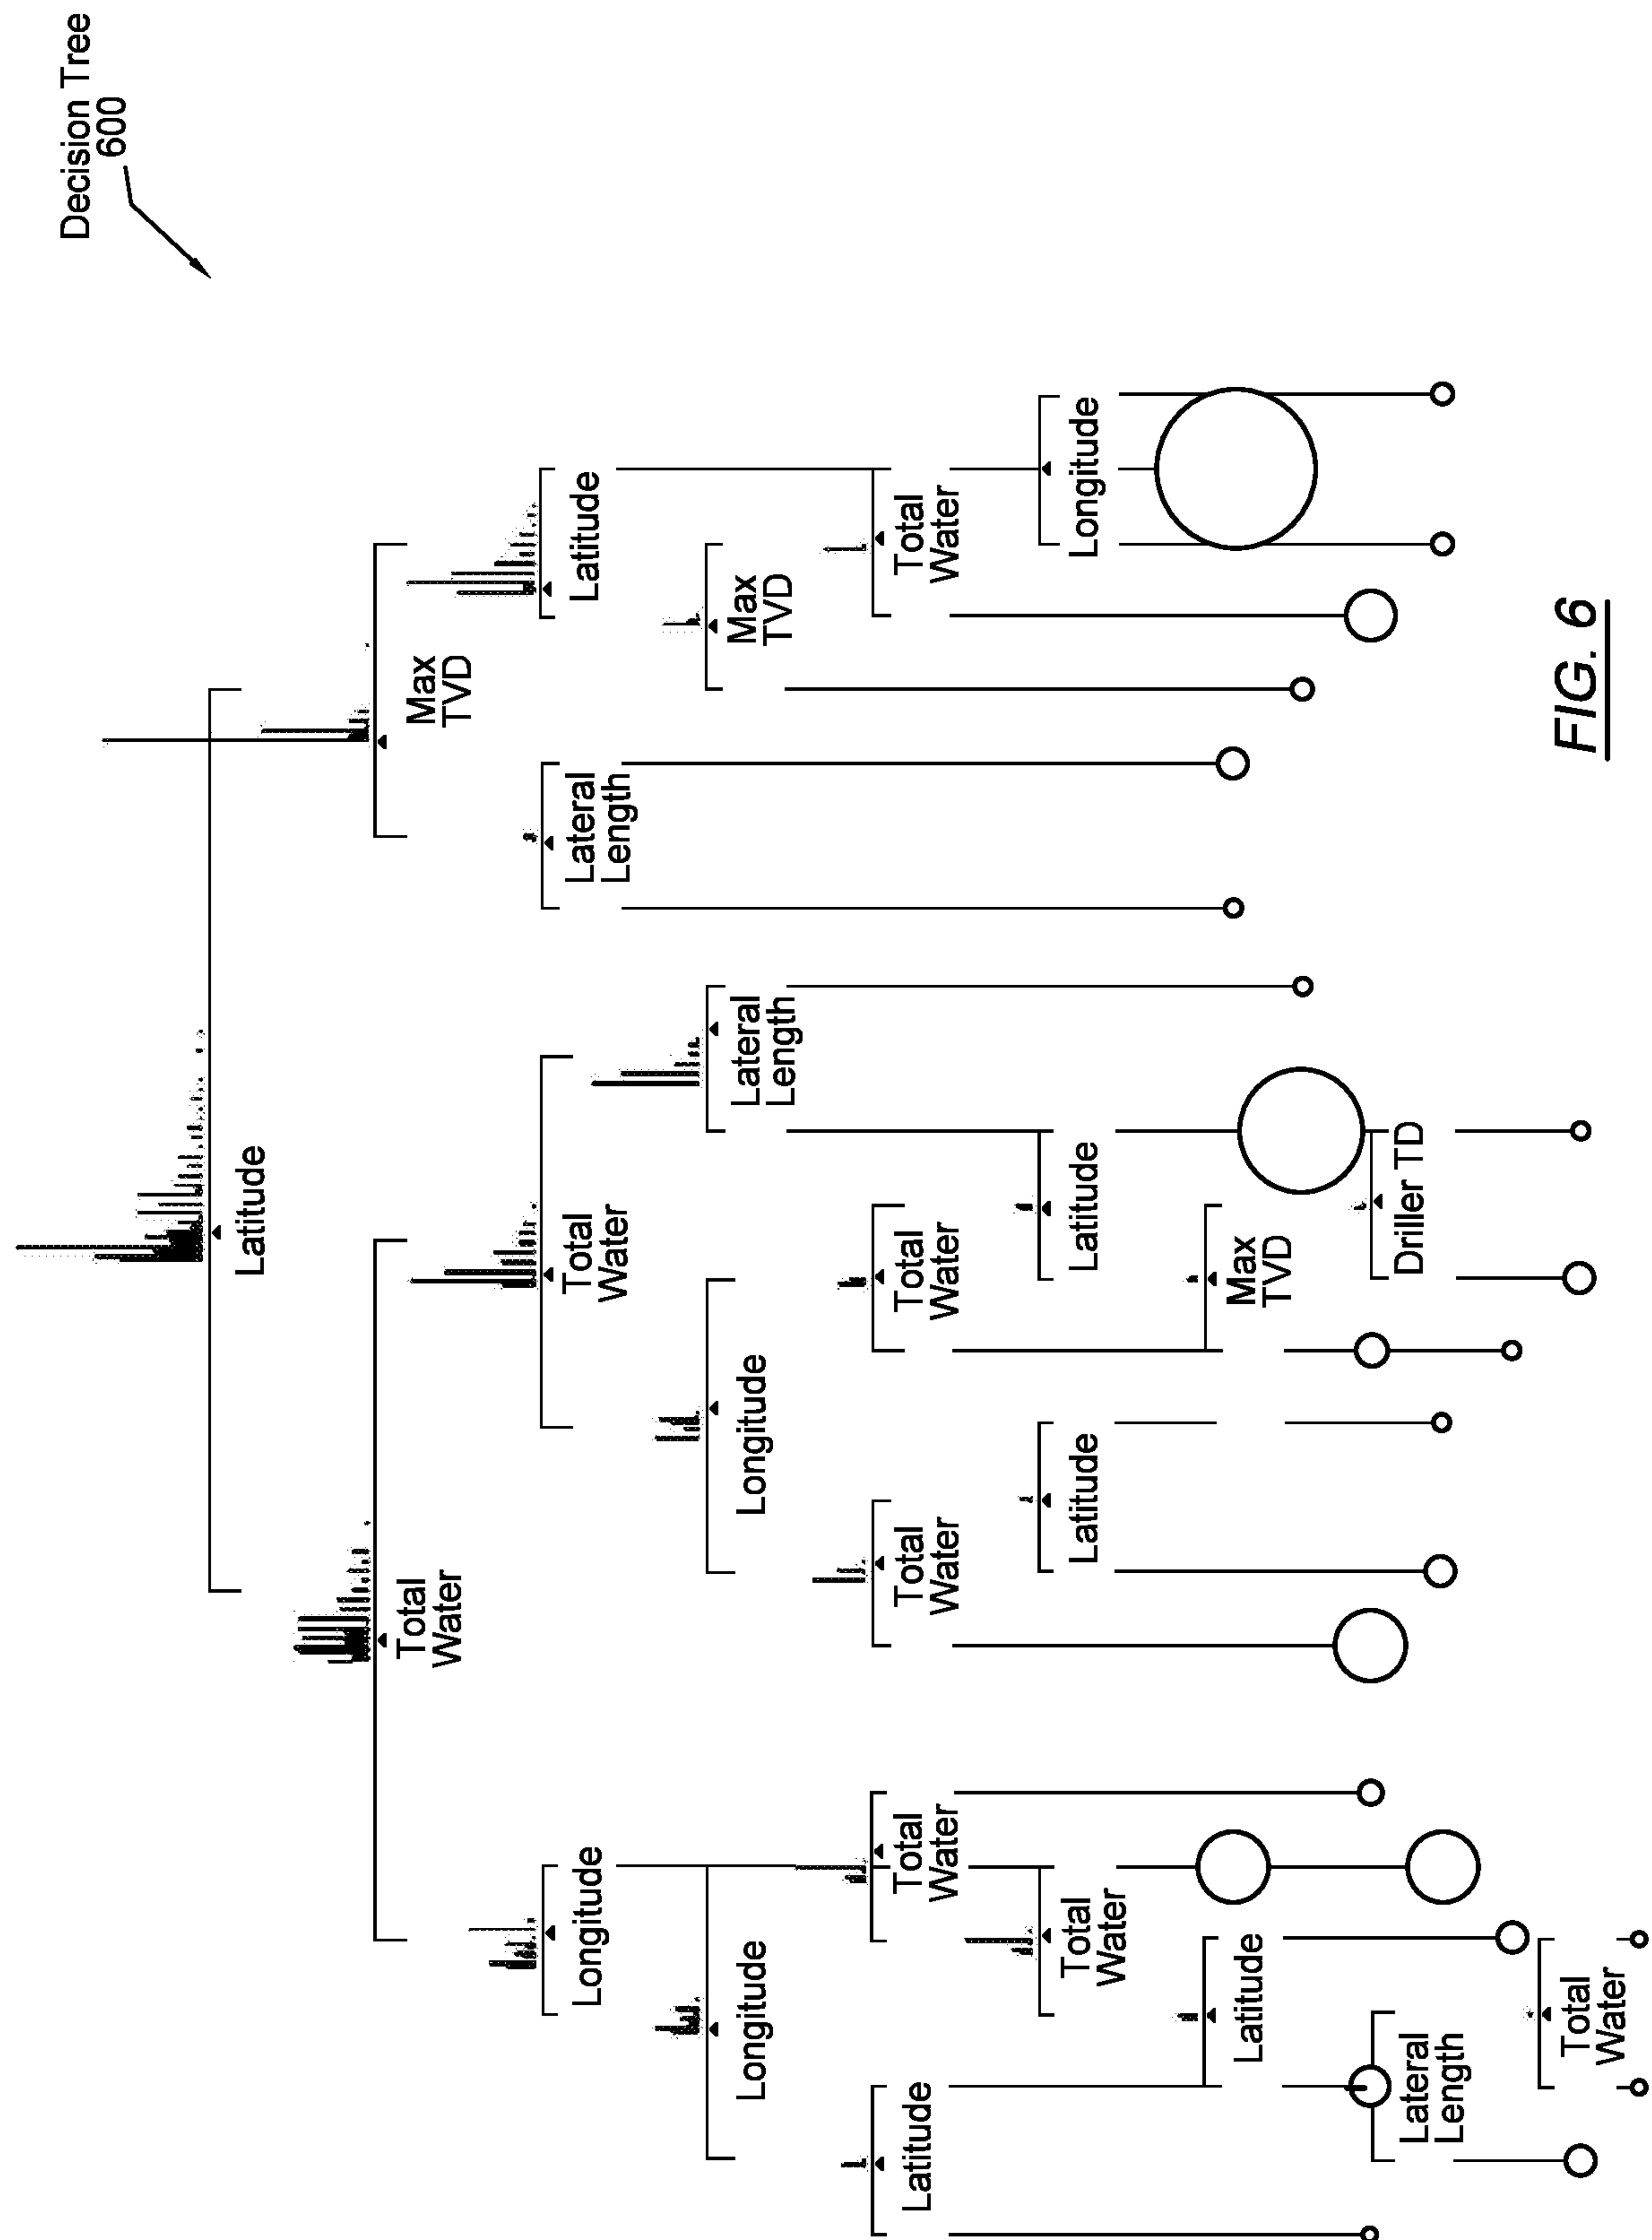 Decision Tree
600
Latitude
Total
Water
Max
TVD
Longitude
Total
Water
Lateral
Length
Latitude
Longitude
Longitude
Lateral
Length
Max
TVD
Latitude
Total
Water
Total
Water
Total
Water
Total
Water
Total
Water
Latitude
Latitude
Longitude
Latitude
Max
TVD
Lateral
Length
Driller TD
Total
Water
FIG. 6